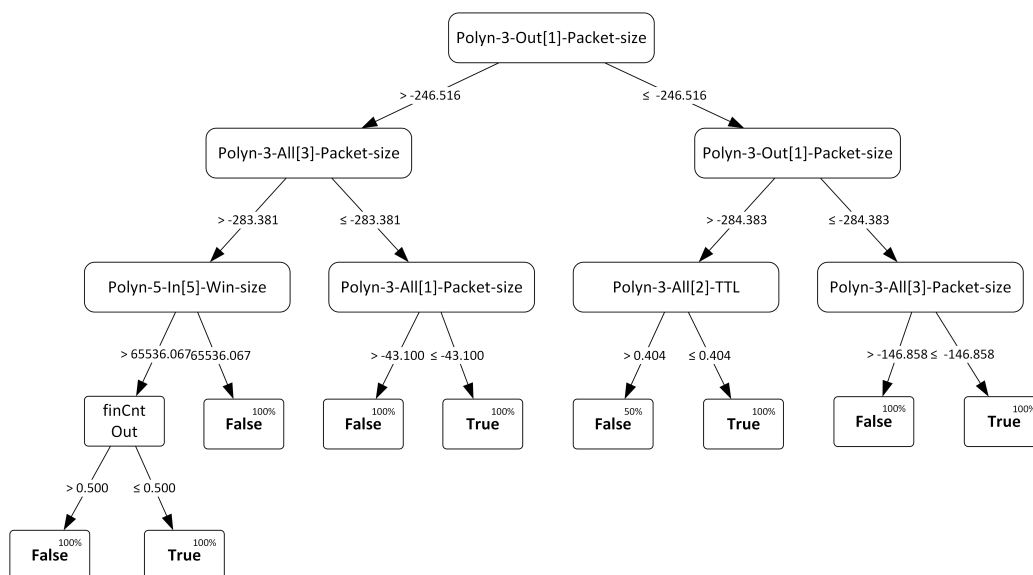 Polyn-3-Out[1]-Packet-size
> -246.516
≤ -246.516
Polyn-3-All[3]-Packet-size
Polyn-3-Out[1]-Packet-size
> -283.381
≤ -283.381
> -284.383
≤ -284.383
Polyn-5-In[5]-Win-size
Polyn-3-All[1]-Packet-size
Polyn-3-All[2]-TTL
Polyn-3-All[3]-Packet-size
> 65536.067
65536.067
> -43.100
≤ -43.100
> 0.404
≤ 0.404
> -146.858
≤ -146.858
finCnt
Out
100%
False
100%
False
100%
True
50%
False
100%
True
100%
False
100%
True
> 0.500
≤ 0.500
100%
False
100%
True